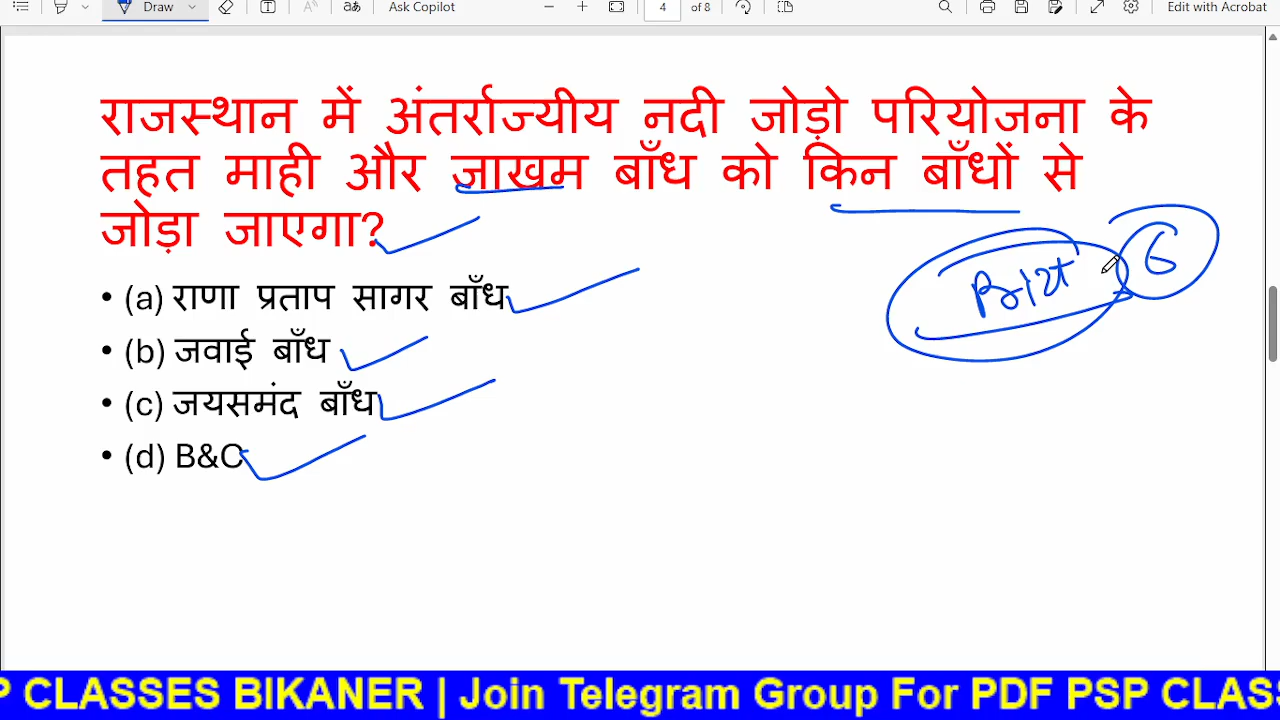 Draw
Ask Copilot
4
of 8
Edit with Acrobat
राजस्थान में अंतर्राज्यीय नदी जोड़ो परियोजना के
तहत माही और जाखम बाँध को किन बाँधों से
जोड़ा जाएगा?
6
• (a) राणा प्रताप सागर बाँध
• (b) जवाई बाँध
• (c) जयसमंद बाँध
• (d) B&C
P CLASSES BIKANER | Join Telegram Group For PDF PSP CLAS